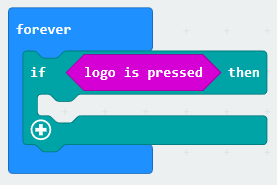 forever
if logo is pressed then